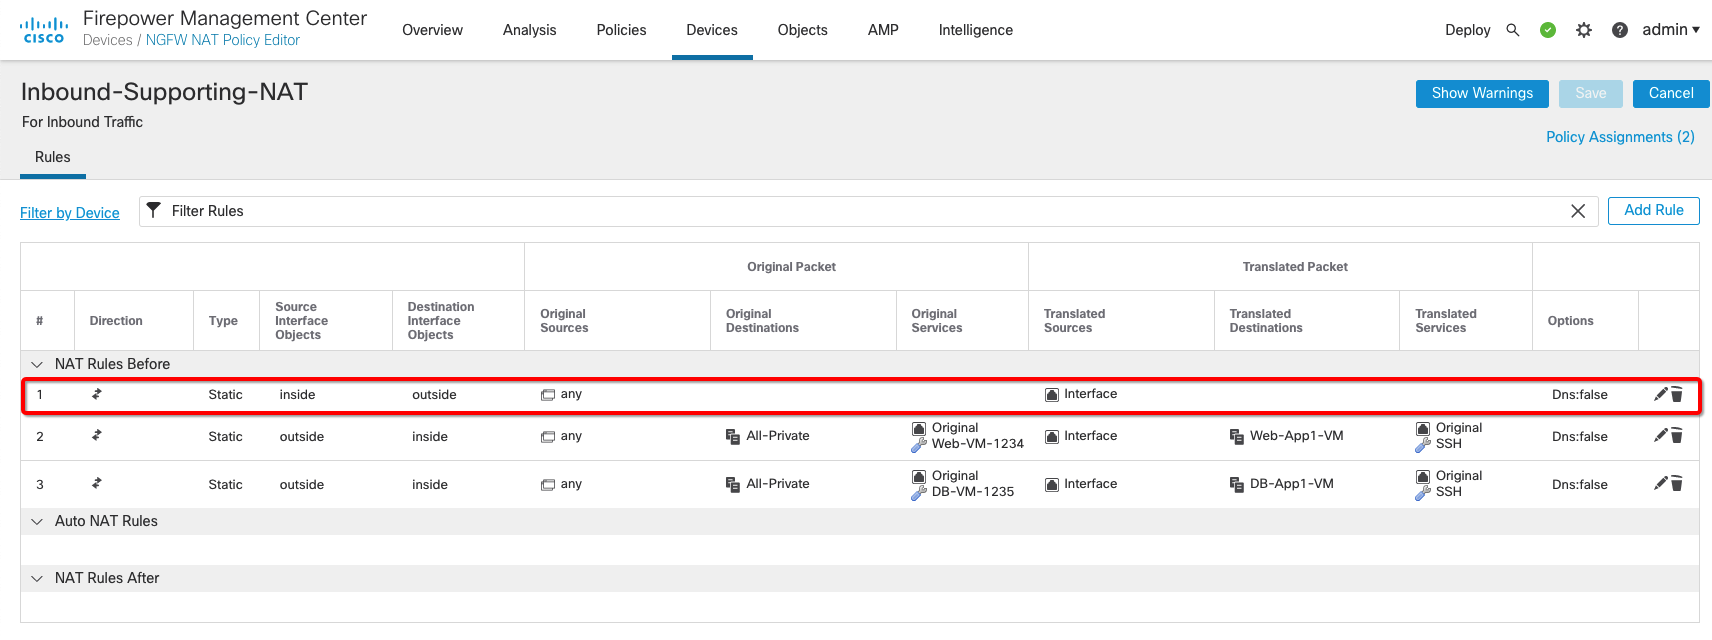 Firepower Management Center
CISCO
Devices / NGFW NAT Policy Editor
Overview Analysis Policies Devices Objects AMP Intelligence
Deploy admin
Inbound-Supporting-NAT
Show Warnings Save Cancel
For Inbound Traffic
Policy Assignments (2)
Rules
Filter by Device Filter Rules Add Rule
Original Packet Translated Packet
# Direction Type Source Interface Objects Destination Interface Objects Original Sources Original Destinations Original Services Translated Sources Translated Destinations Translated Services Options
NAT Rules Before
1 Static inside outside any Interface Dns:false
2 Static outside inside any All-Private Original Web-VM-1234 Interface Web-App1-VM Original SSH Dns:false
3 Static outside inside any All-Private Original DB-VM-1235 Interface DB-App1-VM Original SSH Dns:false
Auto NAT Rules
NAT Rules After